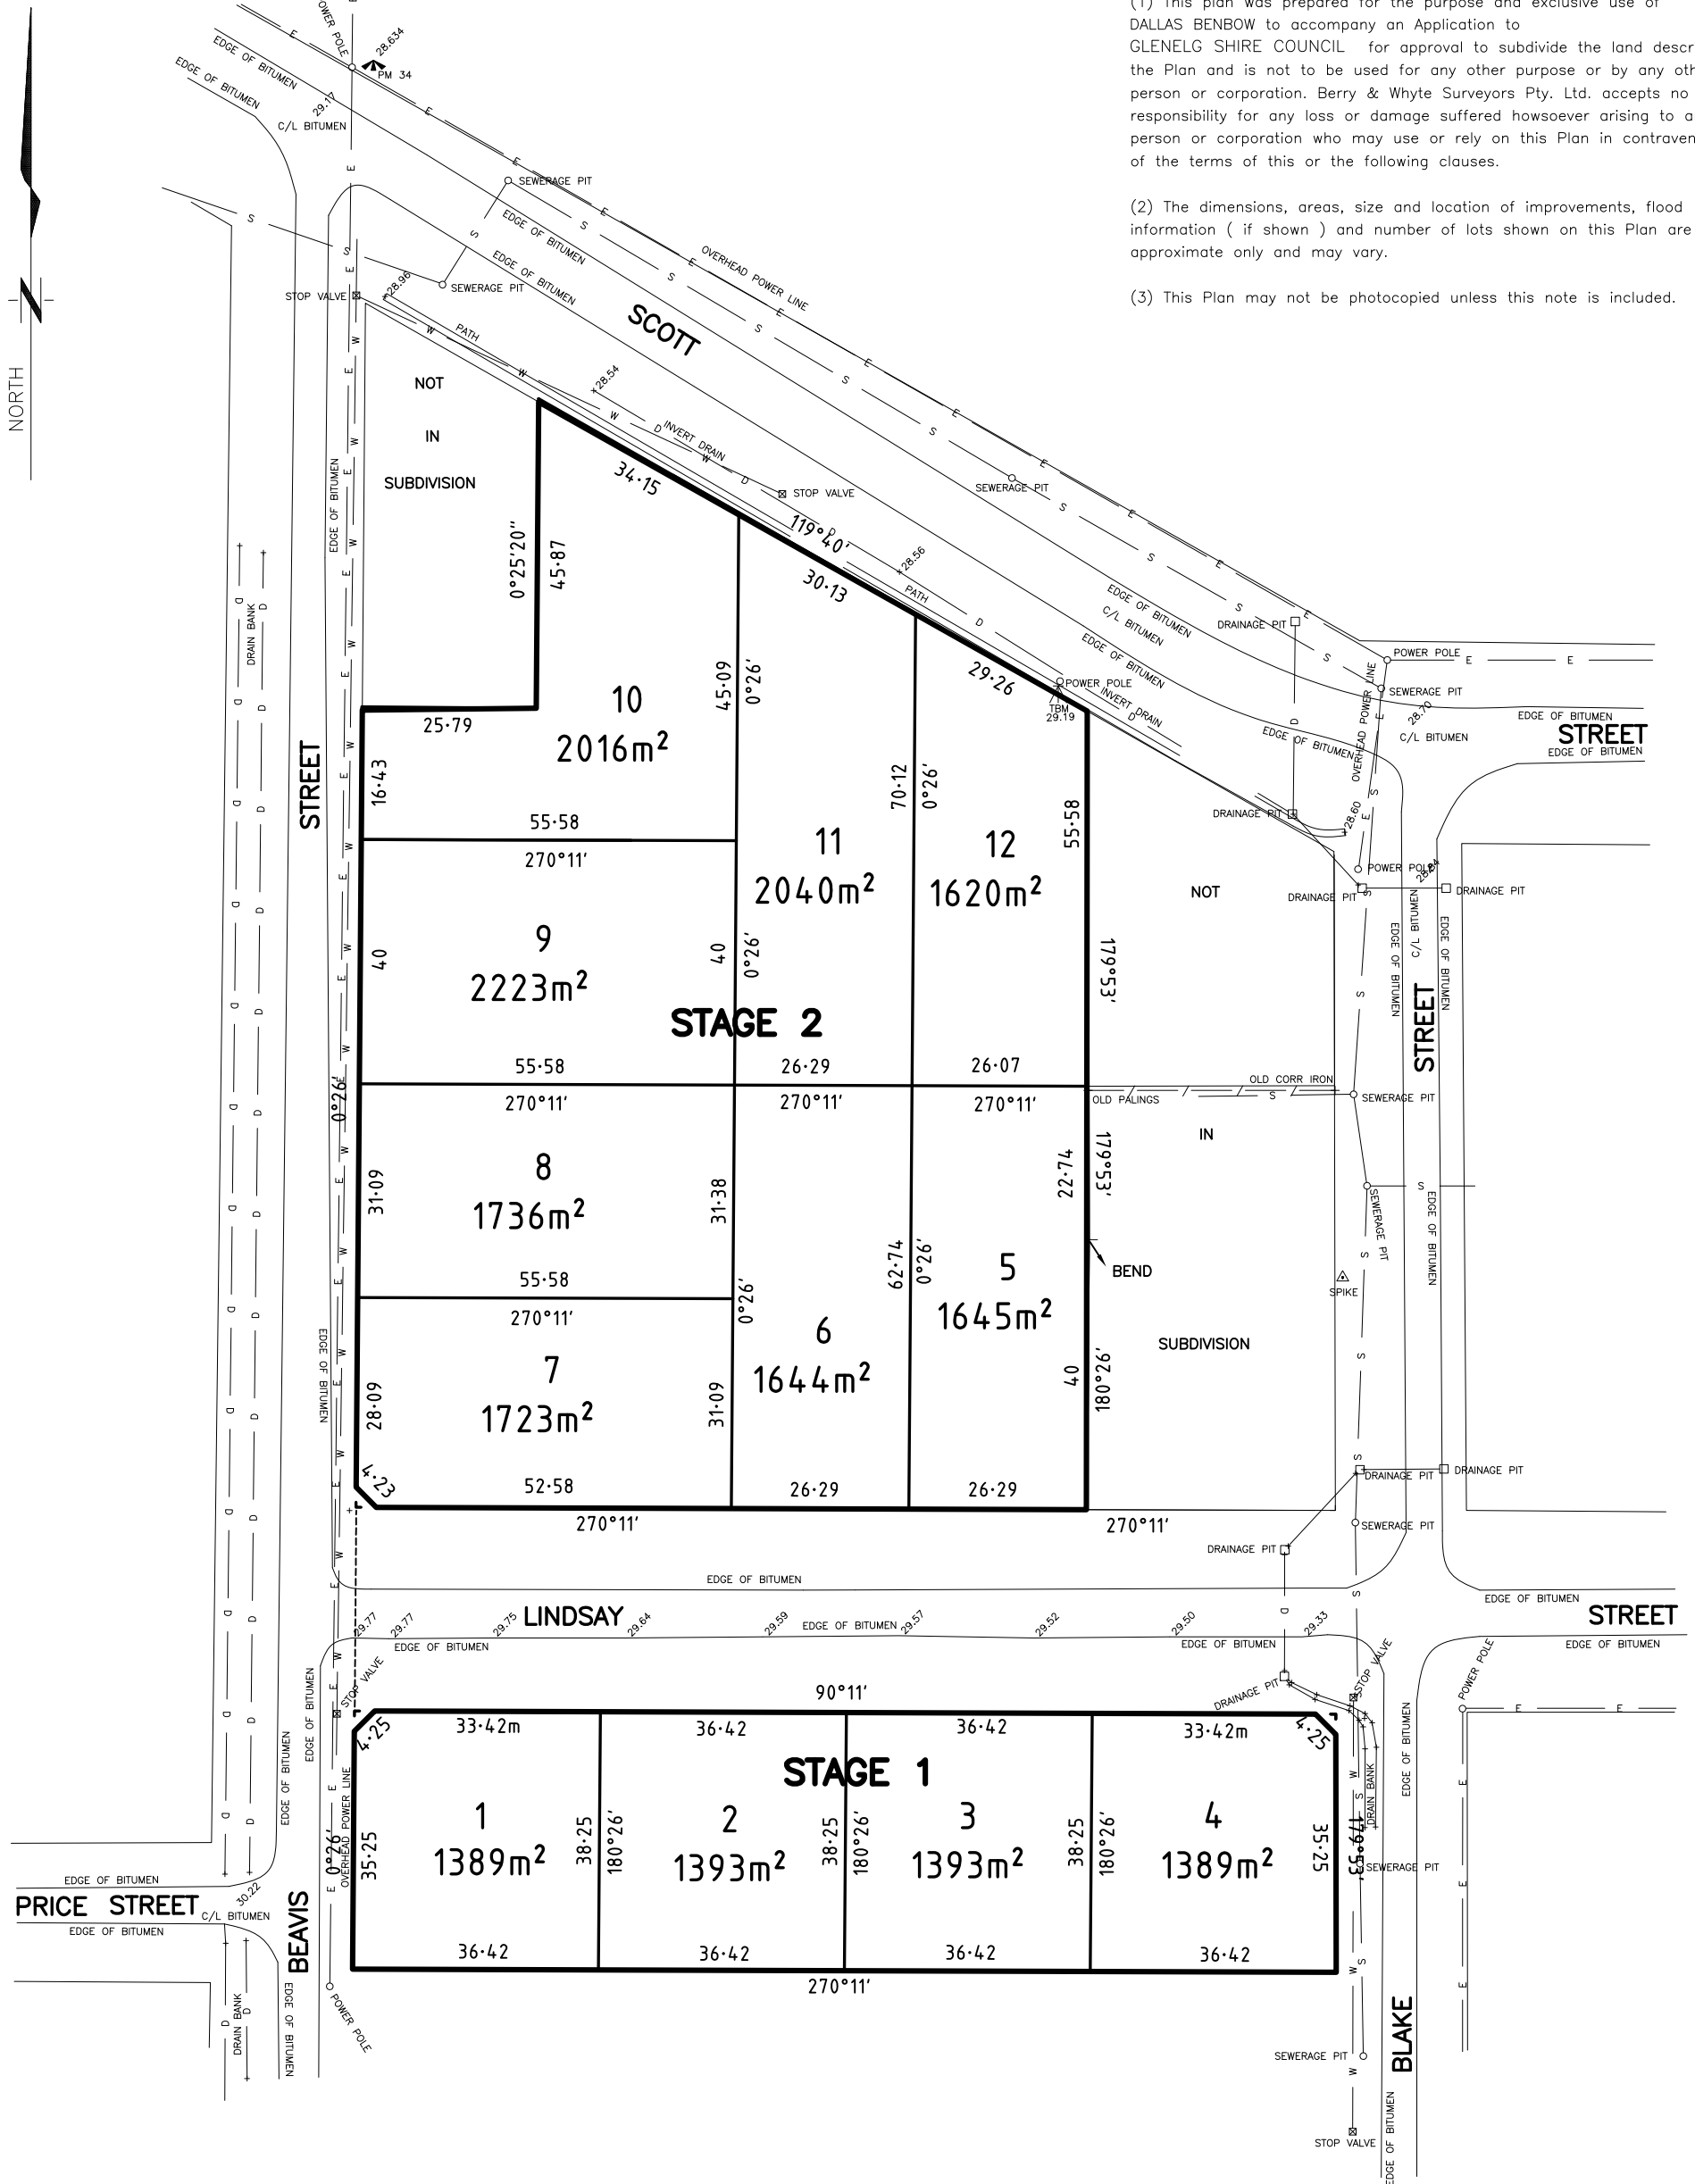 (1) This plan was prepared for the purpose and exclusive use of
DALLAS BENBOW to accompany an Application to
GLENELG SHIRE COUNCIL for approval to subdivide the land descr
the Plan and is not to be used for any other purpose or by any oth
person or corporation. Berry & Whyte Surveyors Pty. Ltd. accepts no
responsibility for any loss or damage suffered howsoever arising to a
person or corporation who may use or rely on this Plan in contraven
of the terms of this or the following clauses.
(2) The dimensions, areas, size and location of improvements, flood
information ( if shown ) and number of lots shown on this Plan are
approximate only and may vary.
(3) This Plan may not be photocopied unless this note is included.
NORTH
N
POWER POLE
28.634
PM 34
EDGE OF BITUMEN
EDGE OF BITUMEN
29.17
C/L BITUMEN
SEWERAGE PIT
EDGE OF BITUMEN
EDGE OF BITUMEN
OVERHEAD POWER LINE
SEWERAGE PIT
STOP VALVE
28.96
PATH
SCOTT
28.54
INVERT DRAIN
STOP VALVE
SEWERAGE PIT
NOT
IN
SUBDIVISION
EDGE OF BITUMEN
34·15
119°40'
30·13
28.56
PATH
29·26
EDGE OF BITUMEN
C/L BITUMEN
EDGE OF BITUMEN
DRAINAGE PIT
POWER POLE
SEWERAGE PIT
28.70
C/L BITUMEN
EDGE OF BITUMEN
STREET
EDGE OF BITUMEN
POWER POLE
TBM
29.19
INVERT DRAIN
EDGE OF BITUMEN
OVERHEAD POWER LINE
DRAINAGE PIT
28.60
POWER POLE
28.84
DRAINAGE PIT
DRAINAGE PIT
DRAIN BANK
STREET
0°25'20"
45·87
25·79
16·43
10
2016m²
45·09
0°26'
55·58
270°11'
70·12
0°26'
11
2040m²
12
1620m²
55·58
179°53'
NOT
EDGE OF BITUMEN
C/L BITUMEN
EDGE OF BITUMEN
STREET
9
2223m²
40
40
0°26'
STAGE 2
55·58
26·29
26·07
270°11'
270°11'
270°11'
0°26'
OLD CORR IRON
OLD PALINGS
SEWERAGE PIT
IN
8
1736m²
31·09
31·38
22·74
179°53'
55·58
270°11'
62·74
0°26'
0°26'
5
1645m²
BEND
SEWERAGE PIT
EDGE OF BITUMEN
SPIKE
6
1644m²
SUBDIVISION
EDGE OF BITUMEN
7
1723m²
28·09
31·09
40
180°26'
4·23
52·58
26·29
26·29
270°11'
270°11'
DRAINAGE PIT
DRAINAGE PIT
SEWERAGE PIT
DRAINAGE PIT
EDGE OF BITUMEN
EDGE OF BITUMEN
LINDSAY
STREET
29.77
29.77
29.75
29.64
29.59
EDGE OF BITUMEN
29.57
29.52
29.50
29.33
EDGE OF BITUMEN
EDGE OF BITUMEN
EDGE OF BITUMEN
STOP VALVE
EDGE OF BITUMEN
DRAINAGE PIT
STOP VALVE
POWER POLE
90°11'
4·25
33·42m
36·42
36·42
33·42m
4·25
STAGE 1
EDGE OF BITUMEN
OVERHEAD POWER LINE
0°26'
35·25
1
1389m²
38·25
180°26'
2
1393m²
38·25
180°26'
3
1393m²
38·25
180°26'
4
1389m²
35·25
179°53'
DRAIN BANK
EDGE OF BITUMEN
SEWERAGE PIT
36·42
36·42
36·42
36·42
270°11'
EDGE OF BITUMEN
PRICE STREET
30.22
C/L BITUMEN
EDGE OF BITUMEN
BEAVIS
DRAIN BANK
EDGE OF BITUMEN
POWER POLE
BLAKE
SEWERAGE PIT
STOP VALVE
EDGE OF BITUMEN